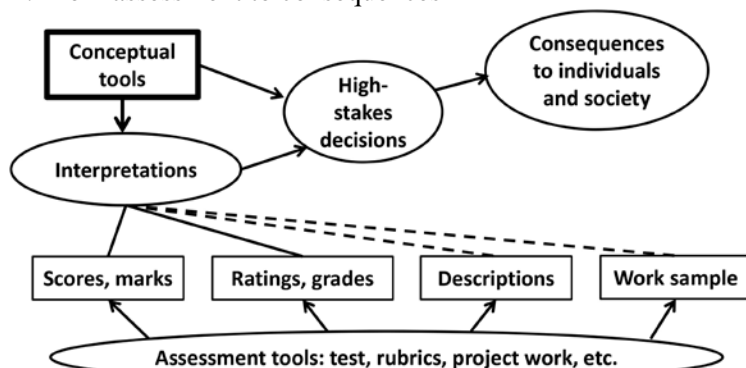 Conceptual
tools
Consequences
to individuals
and society
High-
stakes
decisions
Interpretations
Scores, marks
Ratings, grades
Descriptions
Work sample
Assessment tools: test, rubrics, project work, etc.